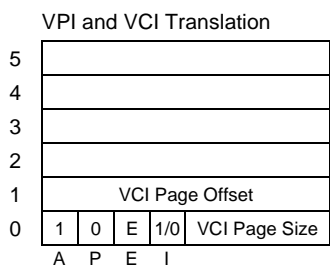 VPI and VCI Translation
5
4
3
2
1 VCI Page Offset
0 1 0 E 1/0 VCI Page Size
A P E I